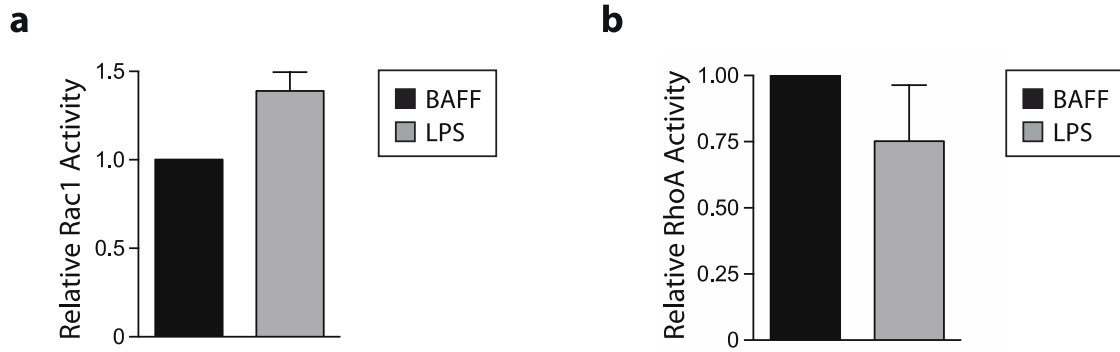 a
Relative Rac1 Activity
1.5
1.0
0.5
0
BAFF
LPS
b
Relative RhoA Activity
1.00
0.75
0.50
0.25
0
BAFF
LPS